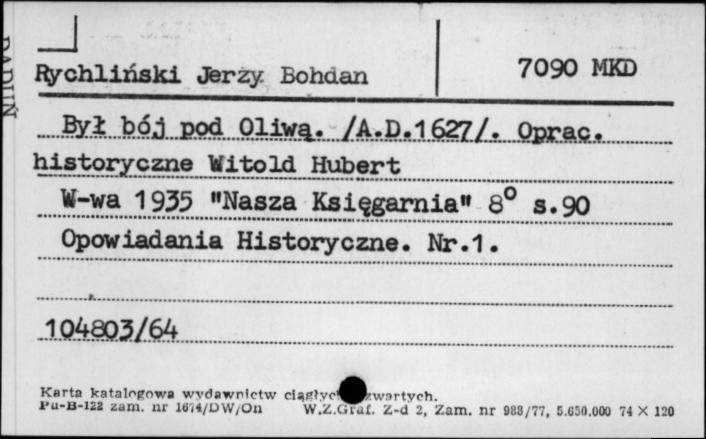 Rychliński Jerzy Bohdan
7090 MKD
Był bój pod Oliwą. /A.D.1627/. Oprac.
historyczne Witold Hubert
W-wa 1935 "Nasza Księgarnia" 8° s.90
Opowiadania Historyczne. Nr.1.
104803/64
Karta katalogowa wydawnictw zwartych.
Pu-B-122 zam. nr 1674/DW/On W.Z.Graf. Z-d 2, Zam. nr 988/77, 5.650.000 74 X 120